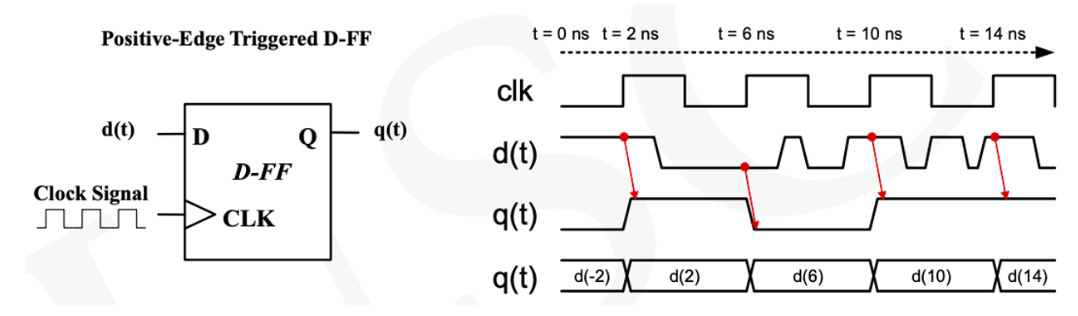 Positive-Edge Triggered D-FF
d(t)
D
Q
q(t)
D-FF
Clock Signal
CLK
t = 0 ns t = 2 ns t = 6 ns t = 10 ns t = 14 ns
clk
d(t)
q(t)
q(t) d(-2) d(2) d(6) d(10) d(14)